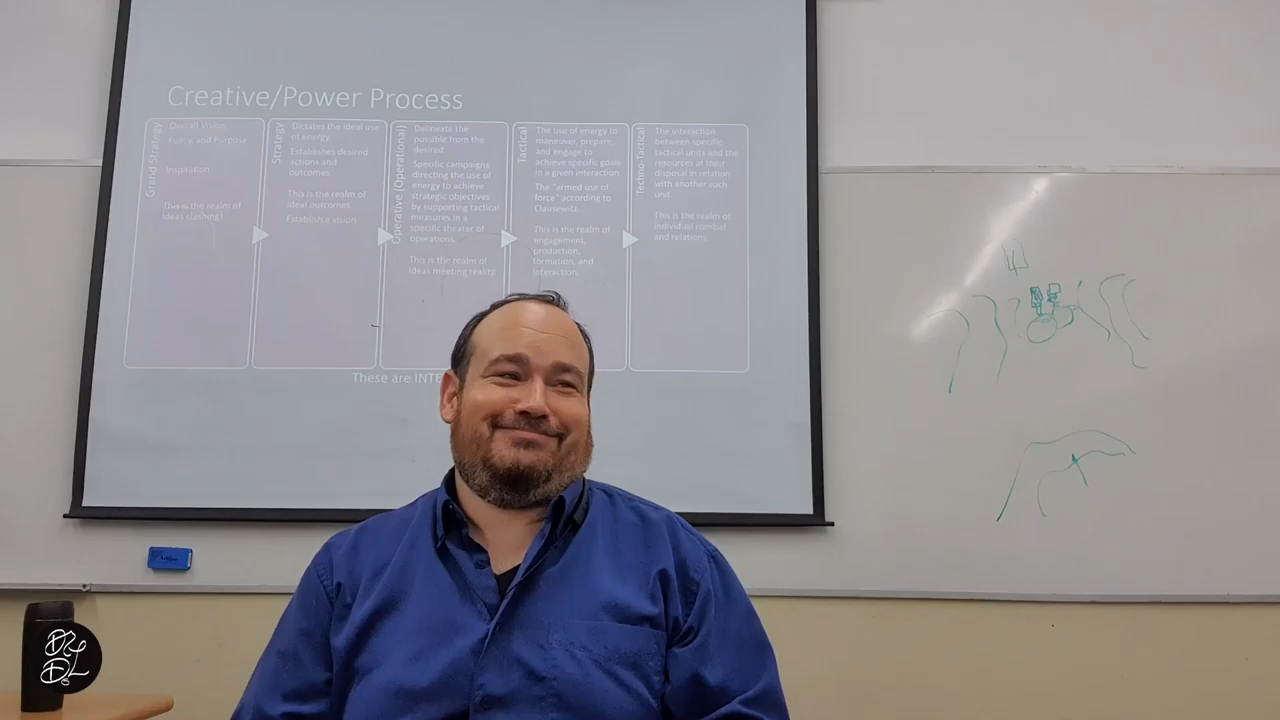 Creative/Power Process
Grand Strategy
Overall Vision,
Policy, and Purpose
Inspiration
This is the realm of
Ideas clashing!
Strategy
Dictates the ideal use
of energy.
Establishes desired
actions and
outcomes.
This is the realm of
ideal outcomes.
Establish a vision
Operative (Operational)
Delineate the
possible from the
desired.
Specific campaigns
directing the use of
energy to achieve
strategic objectives
by supporting tactical
measures in a
specific theater of
operations.
This is the realm of
Ideas meeting reality.
Tactical
The use of energy to
maneuver, prepare,
and engage to
achieve specific goals
in a given interaction.
The "armed use of
force" according to
Clausewitz.
This is the realm of
engagement,
production,
formation, and
interaction.
Techno-Tactical
The interaction
between specific
tactical units and the
resources at their
disposal in relation
with another such
unit.
This is the realm of
individual combat
and relations.
These are INTE
Artline
DRY
DL